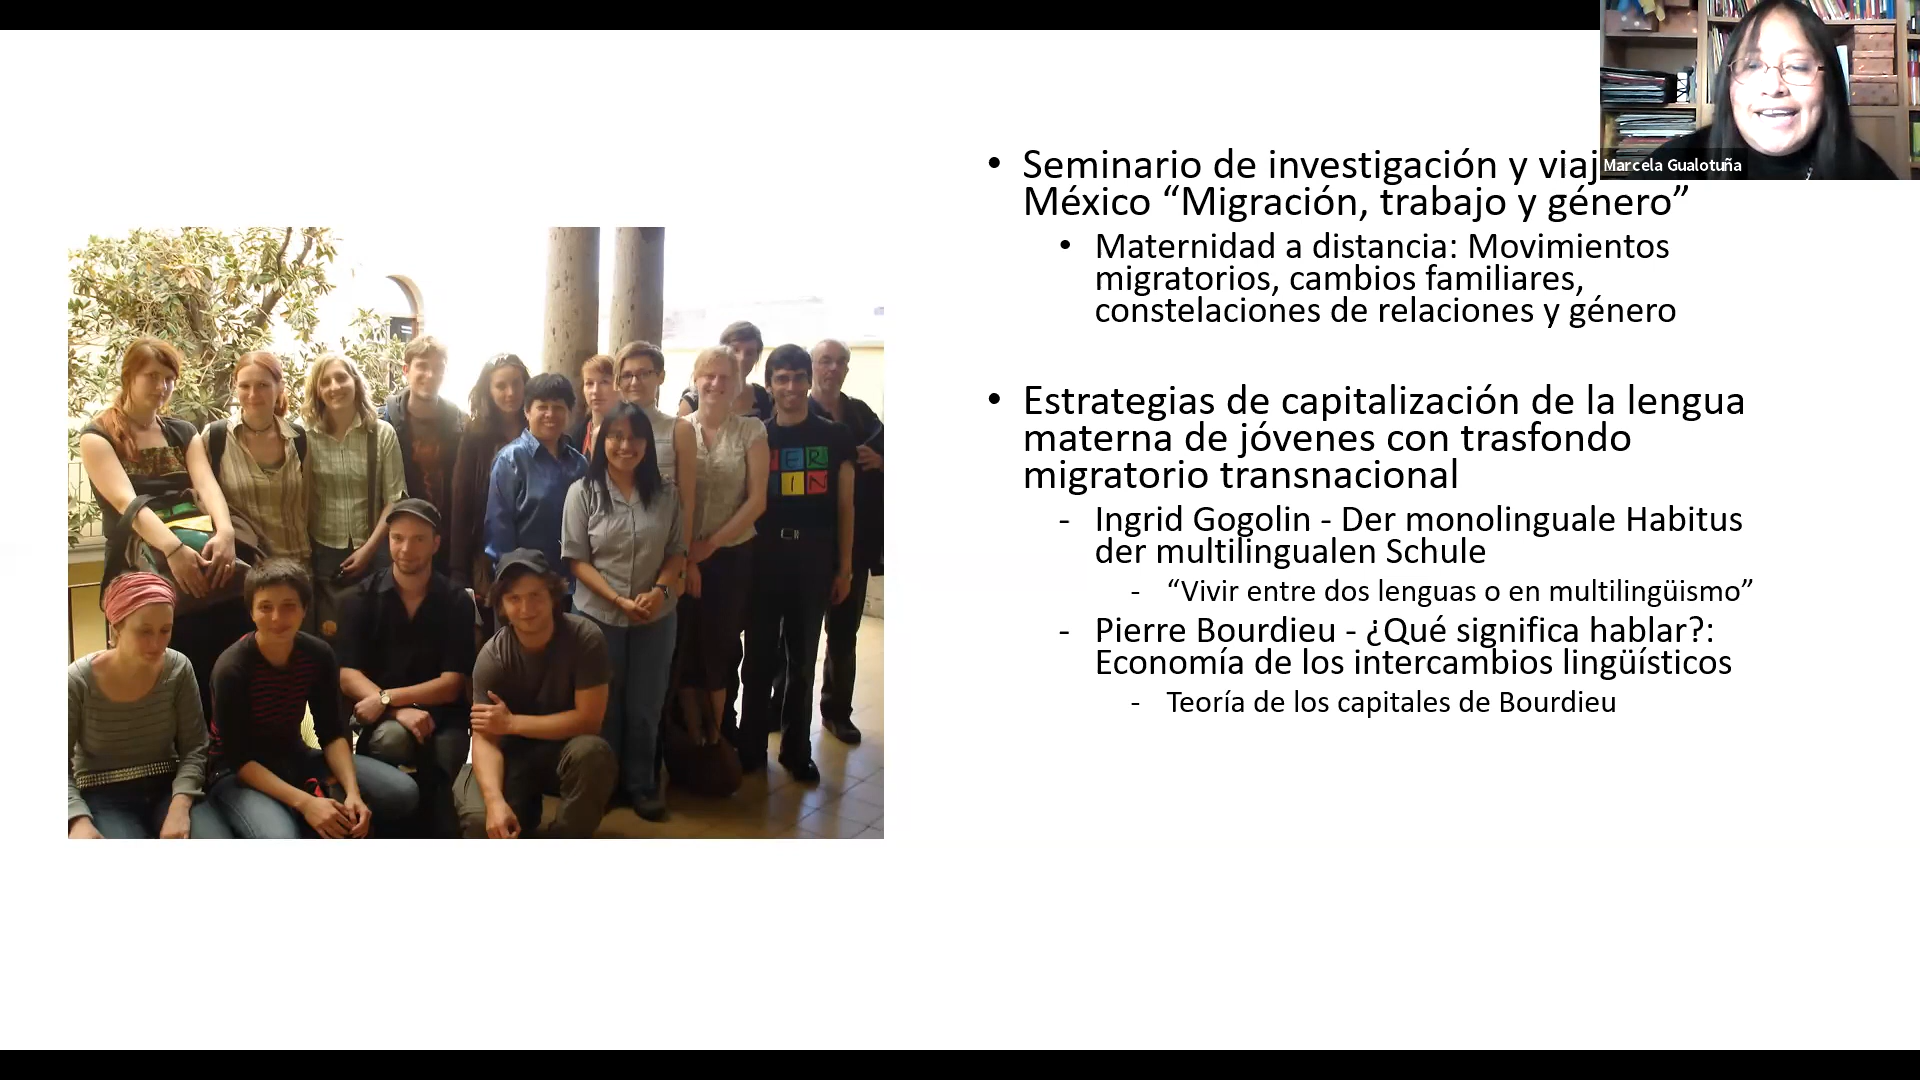 • Seminario de investigación y viaj
México “Migración, trabajo y género”
• Maternidad a distancia: Movimientos
migratorios, cambios familiares,
constelaciones de relaciones y género
• Estrategias de capitalización de la lengua
materna de jóvenes con trasfondo
migratorio transnacional
- Ingrid Gogolin - Der monolinguale Habitus
der multilingualen Schule
- “Vivir entre dos lenguas o en multilingüismo”
- Pierre Bourdieu - ¿Qué significa hablar?:
Economía de los intercambios lingüísticos
- Teoría de los capitales de Bourdieu
Marcela Gualotuña
ER
IN